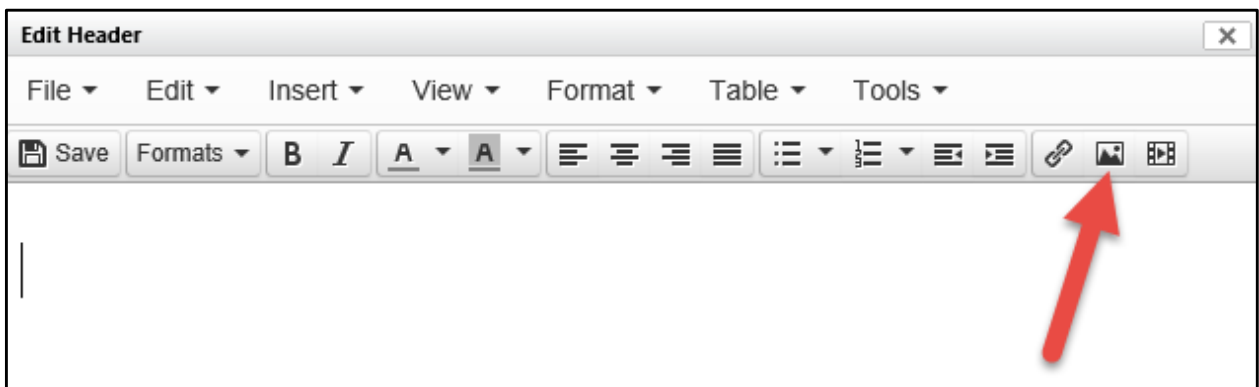 Edit Header
File Edit Insert View Format Table Tools
Save Formats B I A A